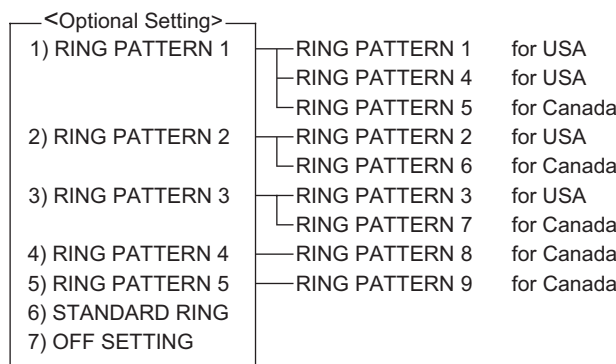 <Optional Setting>
1) RING PATTERN 1 RING PATTERN 1 for USA
RING PATTERN 4 for USA
RING PATTERN 5 for Canada
2) RING PATTERN 2 RING PATTERN 2 for USA
RING PATTERN 6 for Canada
3) RING PATTERN 3 RING PATTERN 3 for USA
RING PATTERN 7 for Canada
4) RING PATTERN 4 RING PATTERN 8 for Canada
5) RING PATTERN 5 RING PATTERN 9 for Canada
6) STANDARD RING
7) OFF SETTING